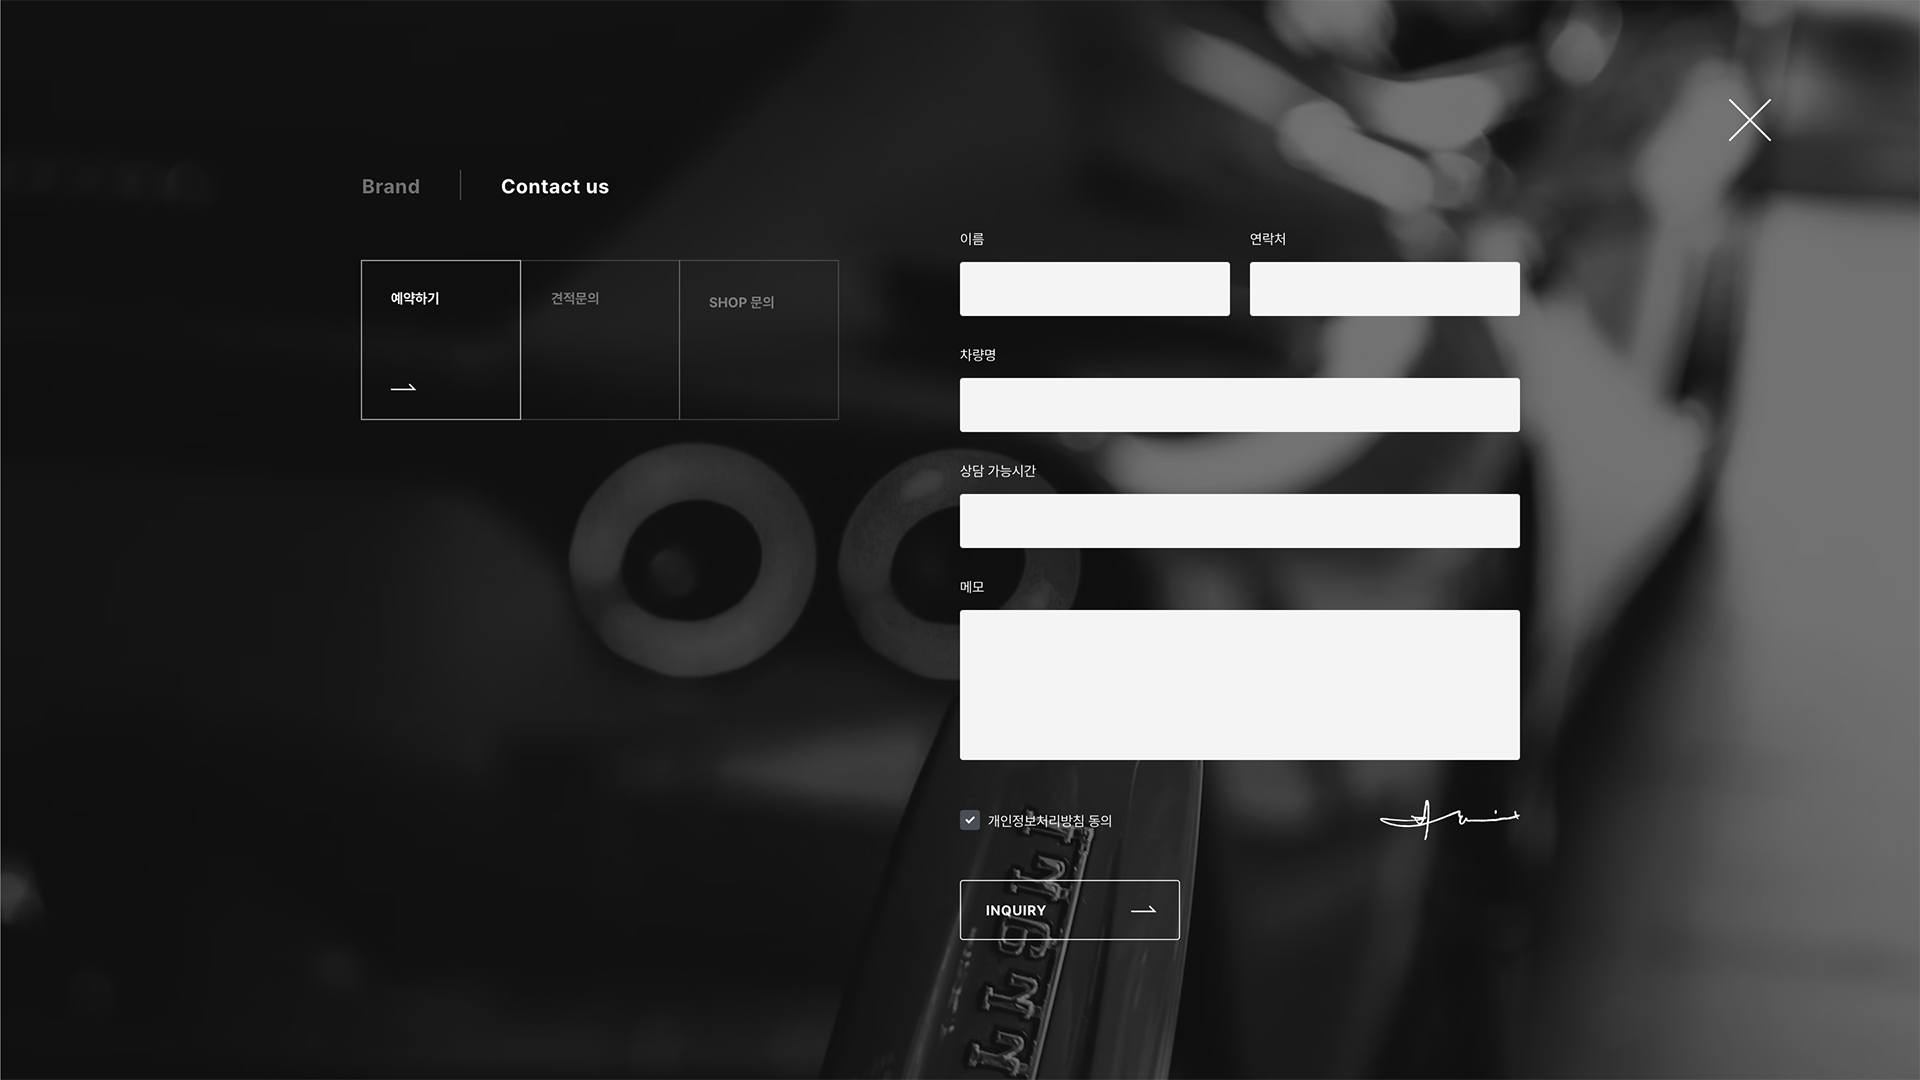 Brand
Contact us
예약하기
견적문의
SHOP 문의
이름
연락처
차량명
상담 가능시간
메모
개인정보처리방침 동의
INQUIRY